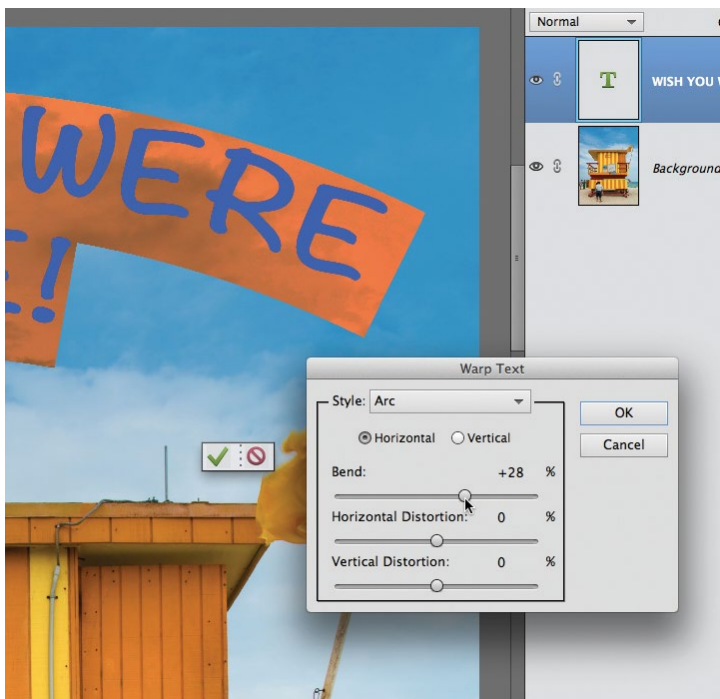 Normal
WERE
!
WISH YOU
Background
Warp Text
Style: Arc
OK
Horizontal Vertical
Cancel
Bend: +28 %
Horizontal Distortion: 0 %
Vertical Distortion: 0 %
T